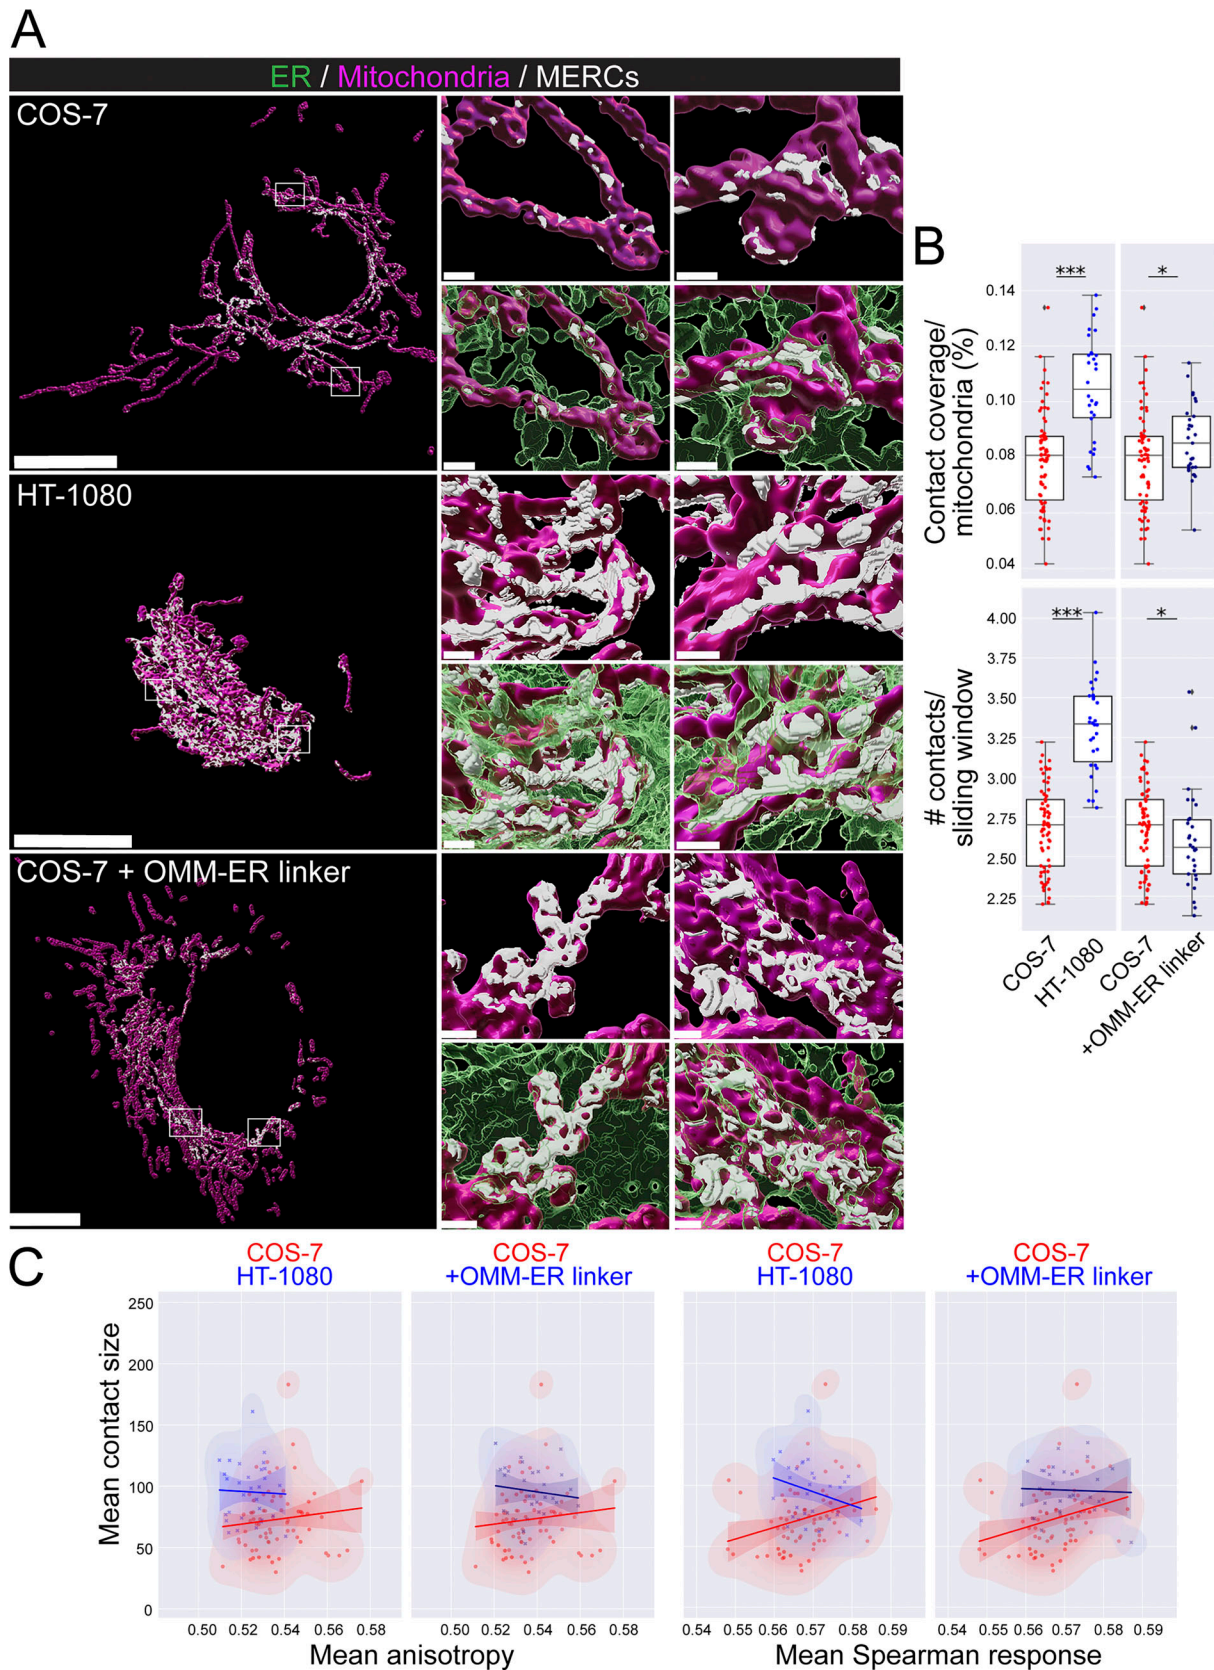 A
ER / Mitochondria / MERCs
COS-7
HT-1080
COS-7 + OMM-ER linker
B
Contact coverage/
mitochondria (%)
0.14
0.12
0.10
0.08
0.06
0.04
***
*
# contacts/
sliding window
4.00
3.75
3.50
3.25
3.00
2.75
2.50
2.25
***
*
COS-7
HT-1080
COS-7
+OMM-ER linker
C
COS-7
HT-1080
COS-7
+OMM-ER linker
COS-7
HT-1080
COS-7
+OMM-ER linker
Mean contact size
250
200
150
100
50
0
0.50 0.52 0.54 0.56 0.58
0.50 0.52 0.54 0.56 0.58
0.54 0.55 0.56 0.57 0.58 0.59
0.54 0.55 0.56 0.57 0.58 0.59
Mean anisotropy
Mean Spearman response